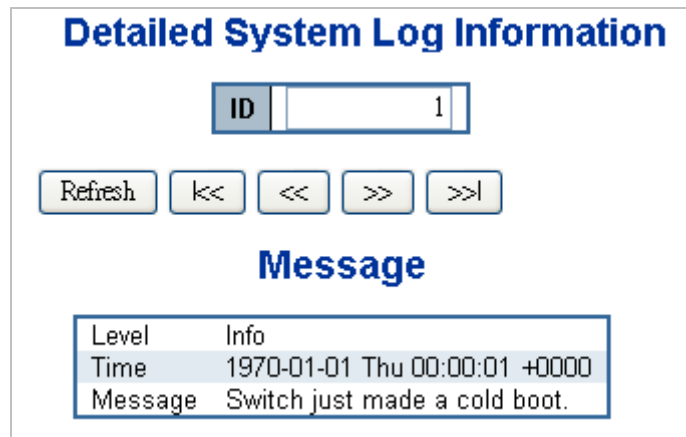 Detailed System Log Information
ID 1
Refresh |<< << >> >>|
Message
Level Info
Time 1970-01-01 Thu 00:00:01 +0000
Message Switch just made a cold boot.